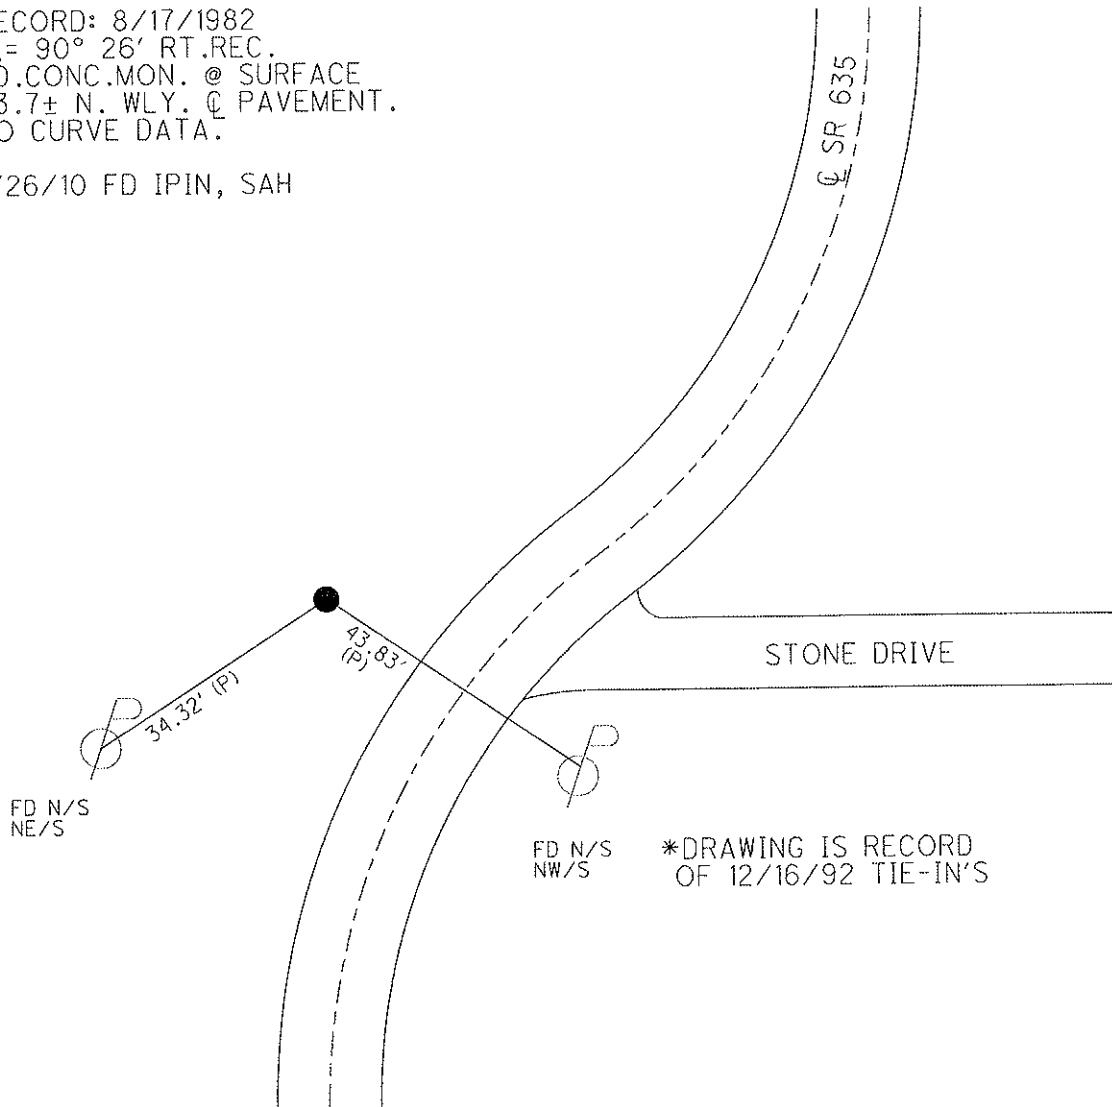 ECORD: 8/17/1982
= 90° 26' RT.REC.
.CONC.MON. @ SURFACE
3.7± N. WLY. ℄ PAVEMENT.
O CURVE DATA.
/26/10 FD IPIN, SAH
℄ SR 635
43.83'
(P)
34.32' (P)
STONE DRIVE
FD N/S
NE/S
FD N/S
NW/S
*DRAWING IS RECORD
OF 12/16/92 TIE-IN'S